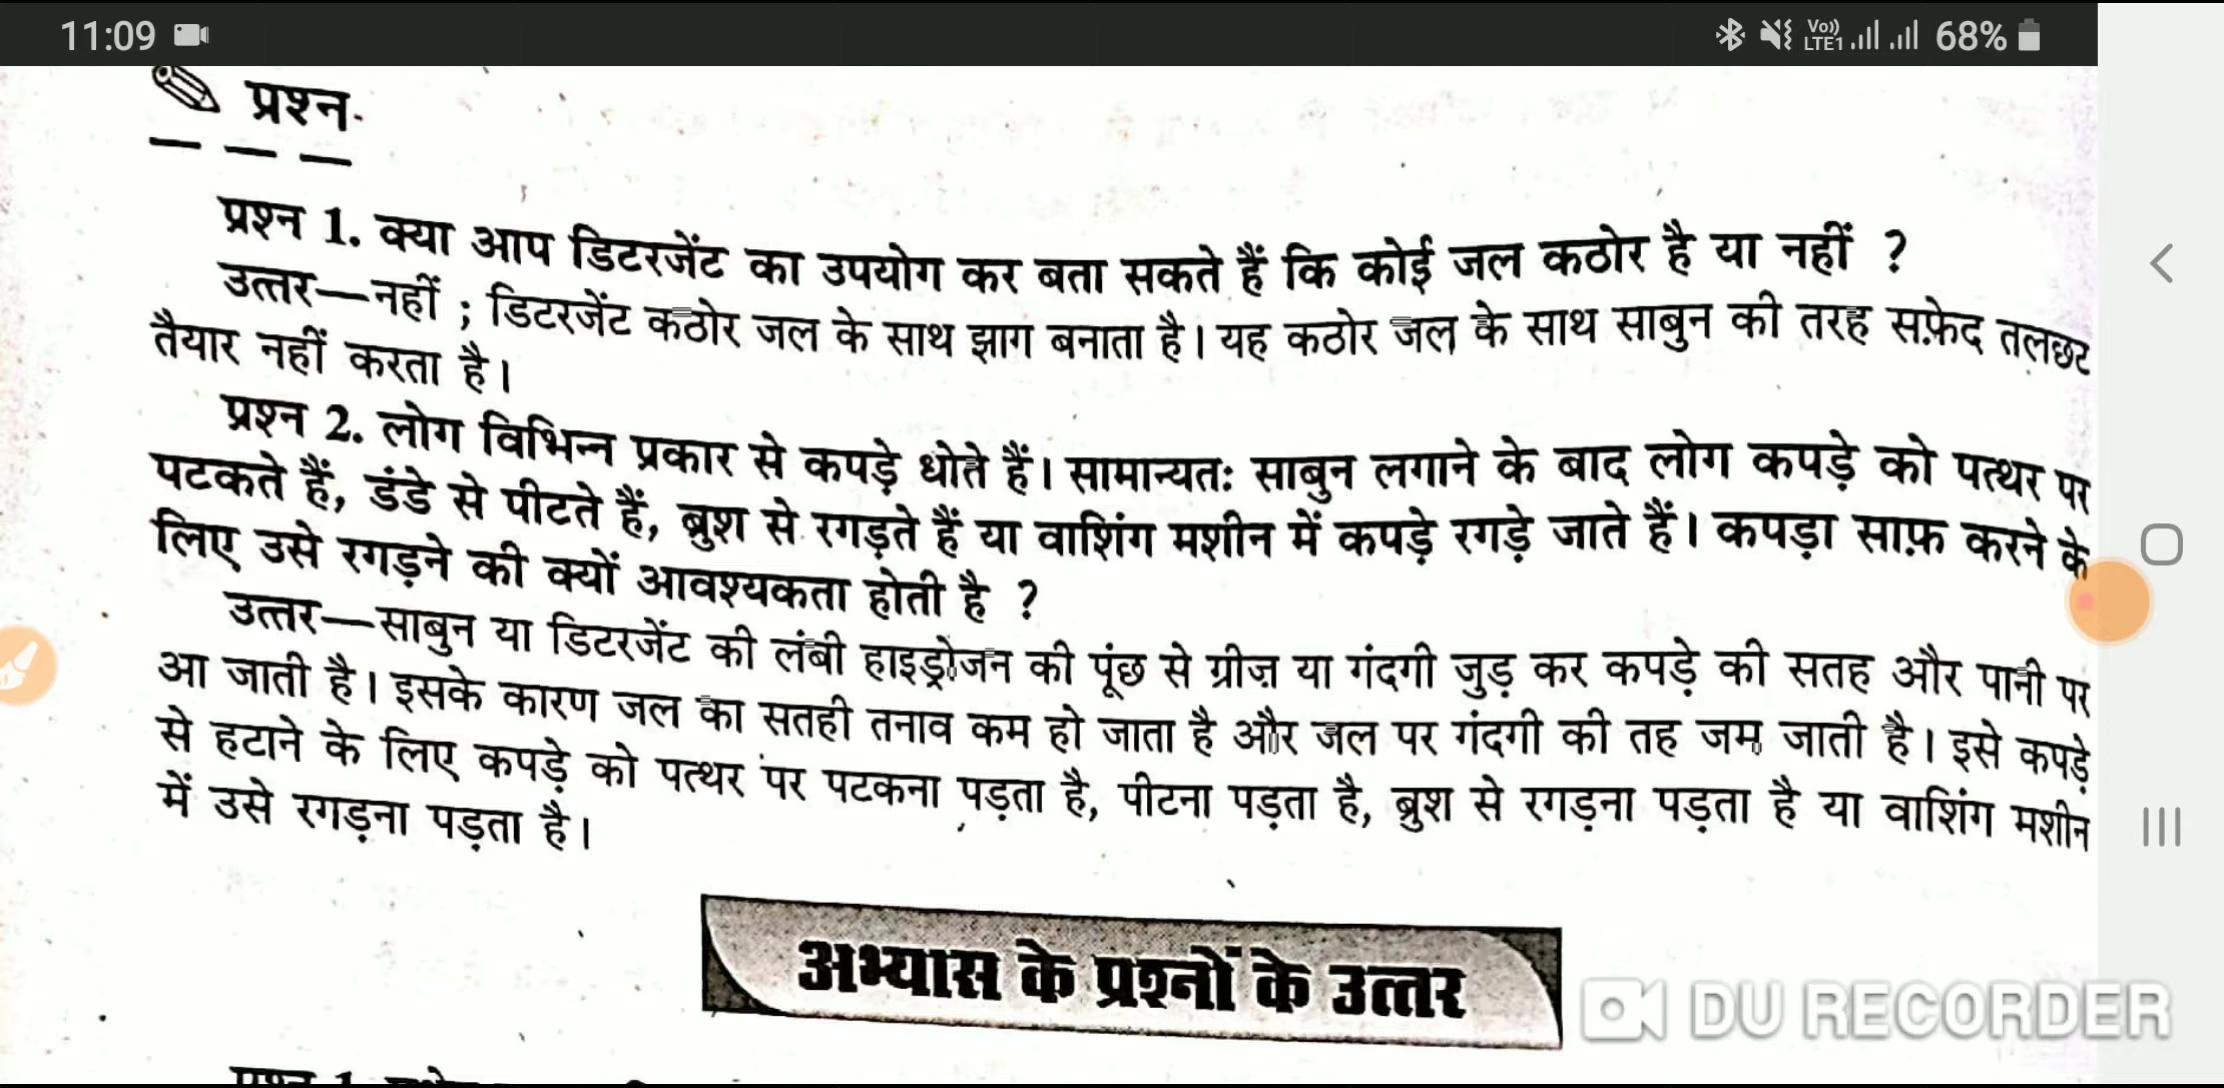 11:09
Vo)) LTE1 68%
प्रश्न
प्रश्न 1. क्या आप डिटरजेंट का उपयोग कर बता सकते हैं कि कोई जल कठोर है या नहीं ?
उत्तर—नहीं ; डिटरजेंट कठोर जल के साथ झाग बनाता है। यह कठोर जल के साथ साबुन की तरह सफ़ेद तलछट
तैयार नहीं करता है।
प्रश्न 2. लोग विभिन्न प्रकार से कपड़े धोते हैं। सामान्यतः साबुन लगाने के बाद लोग कपड़े को पत्थर पर
पटकते हैं, डंडे से पीटते हैं, ब्रुश से रगड़ते हैं या वाशिंग मशीन में कपड़े रगड़े जाते हैं। कपड़ा साफ़ करने के
लिए उसे रगड़ने की क्यों आवश्यकता होती है ?
उत्तर—साबुन या डिटरजेंट की लंबी हाइड्रोजन की पूंछ से ग्रीज़ या गंदगी जुड़ कर कपड़े की सतह और पानी पर
आ जाती है। इसके कारण जल का सतही तनाव कम हो जाता है और जल पर गंदगी की तह जम जाती है। इसे कपड़े
से हटाने के लिए कपड़े को पत्थर पर पटकना पड़ता है, पीटना पड़ता है, ब्रुश से रगड़ना पड़ता है या वाशिंग मशीन
में उसे रगड़ना पड़ता है।
अभ्यास के प्रश्नों के उत्तर
DU RECORDER